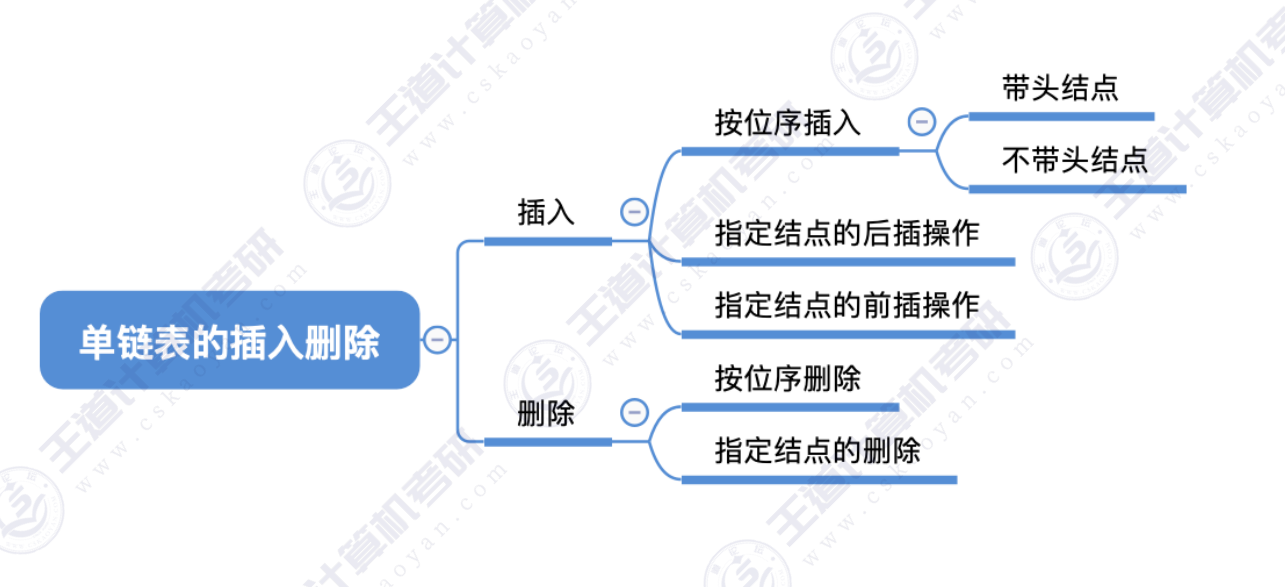 带头结点
按位序插入
不带头结点
插入
指定结点的后插操作
指定结点的前插操作
单链表的插入删除
按位序删除
删除
指定结点的删除
王道计算机考研
www.cskaoyan.com